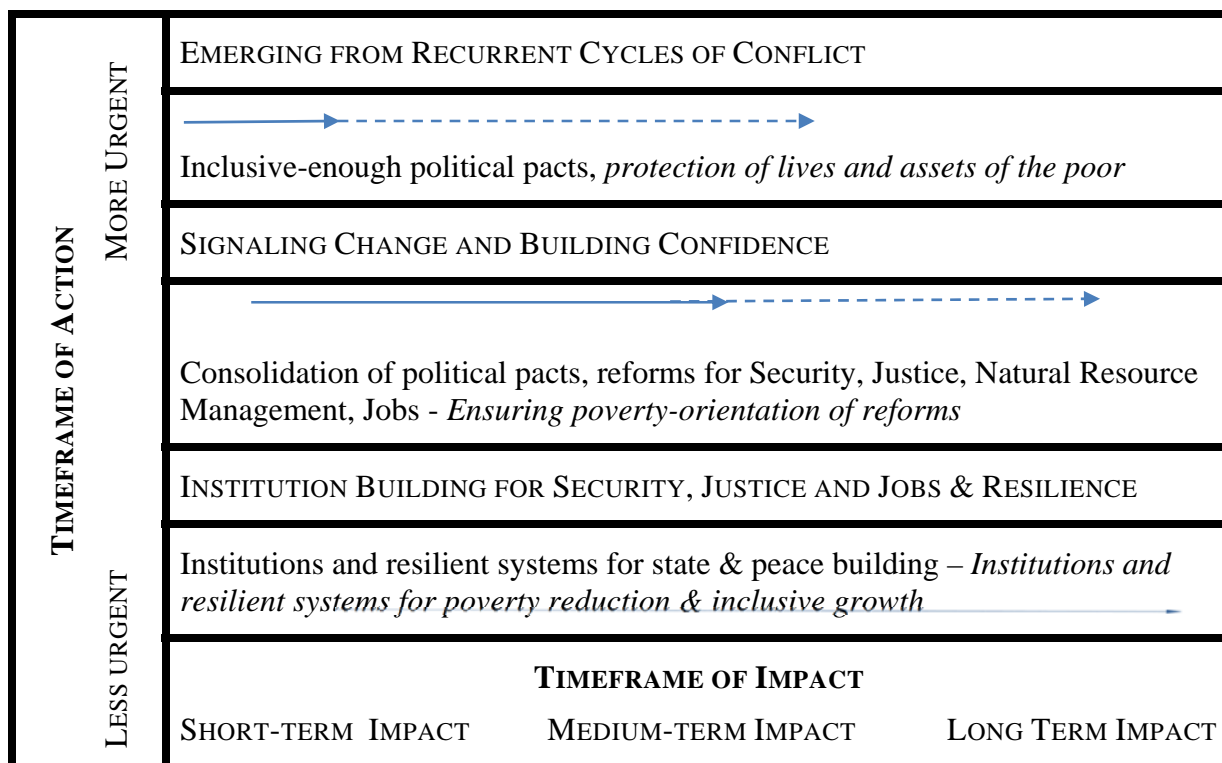 TIMEFRAME OF ACTION
MORE URGENT
LESS URGENT
EMERGING FROM RECURRENT CYCLES OF CONFLICT
Inclusive-enough political pacts, protection of lives and assets of the poor
SIGNALING CHANGE AND BUILDING CONFIDENCE
Consolidation of political pacts, reforms for Security, Justice, Natural Resource
Management, Jobs - Ensuring poverty-orientation of reforms
INSTITUTION BUILDING FOR SECURITY, JUSTICE AND JOBS & RESILIENCE
Institutions and resilient systems for state & peace building – Institutions and
resilient systems for poverty reduction & inclusive growth
TIMEFRAME OF IMPACT
SHORT-TERM IMPACT MEDIUM-TERM IMPACT LONG TERM IMPACT